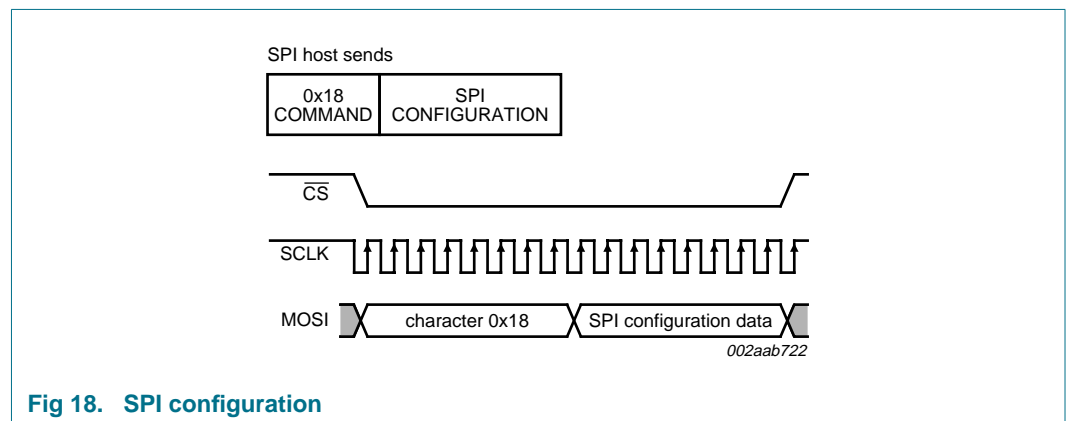 SPI host sends
0x18 SPI
COMMAND CONFIGURATION
CS
SCLK
MOSI character 0x18 SPI configuration data
002aab722
Fig 18. SPI configuration